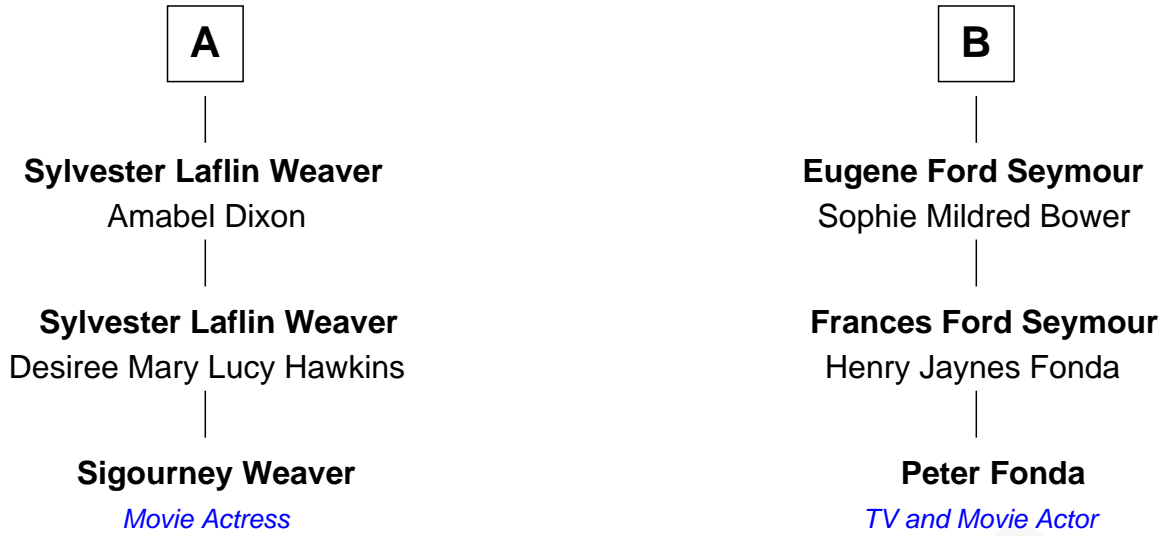 A
Sylvester Laflin Weaver
Amabel Dixon
Sylvester Laflin Weaver
Desiree Mary Lucy Hawkins
Sigourney Weaver
Movie Actress
B
Eugene Ford Seymour
Sophie Mildred Bower
Frances Ford Seymour
Henry Jaynes Fonda
Peter Fonda
TV and Movie Actor